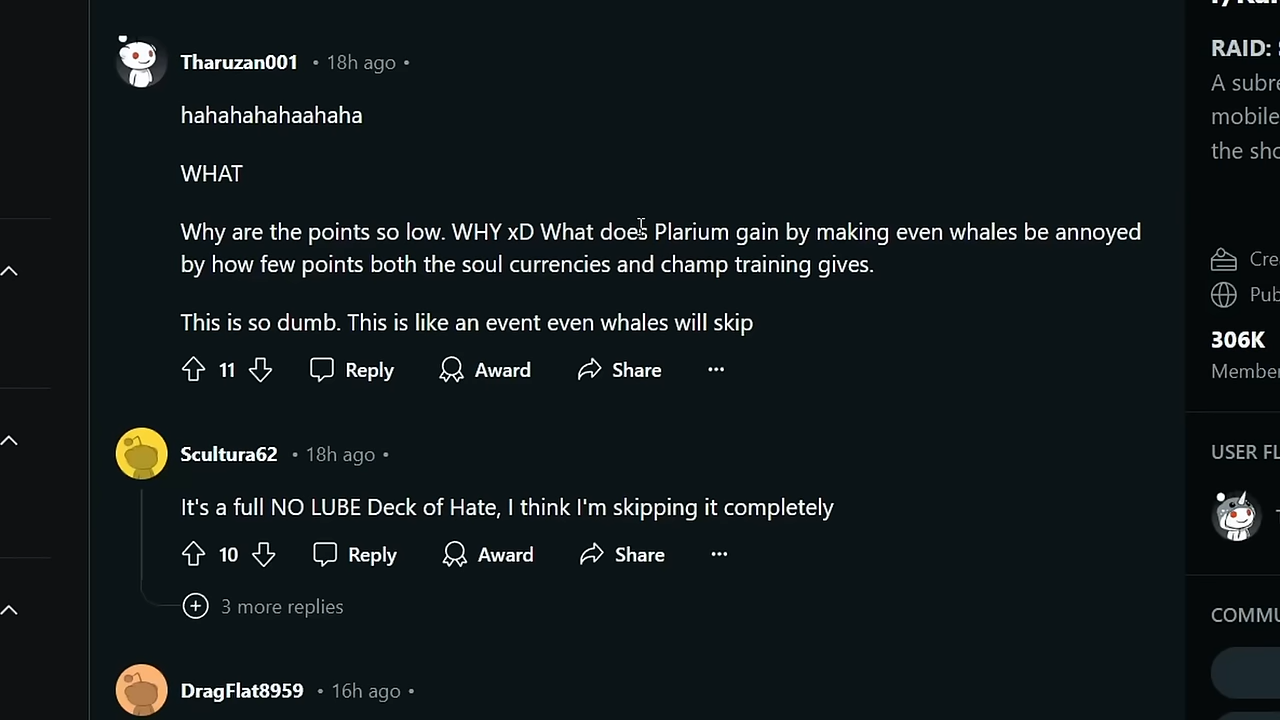 RAID:
Tharuzan001 • 18h ago •
A subre
hahahahahaahaha
mobile
the sho
WHAT
Why are the points so low. WHY xD What does Plarium gain by making even whales be annoyed
by how few points both the soul currencies and champ training gives.
Cre
Pub
This is so dumb. This is like an event even whales will skip
306K
Member
11 Reply Award Share ...
USER FL
Scultura62 • 18h ago •
It's a full NO LUBE Deck of Hate, I think I'm skipping it completely
10 Reply Award Share ...
3 more replies
COMMU
DragFlat8959 • 16h ago •